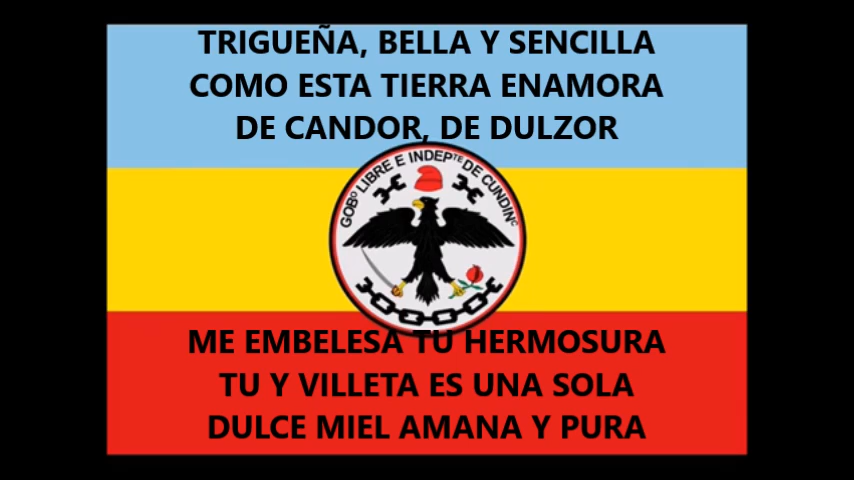 TRIGUEÑA, BELLA Y SENCILLA
COMO ESTA TIERRA ENAMORA
DE CANDOR, DE DULZOR
GOBº LIBRE E INDEPᵀᴱ DE CUNDINᶜ
ME EMBELESA TU HERMOSURA
TU Y VILLETA ES UNA SOLA
DULCE MIEL AMANA Y PURA